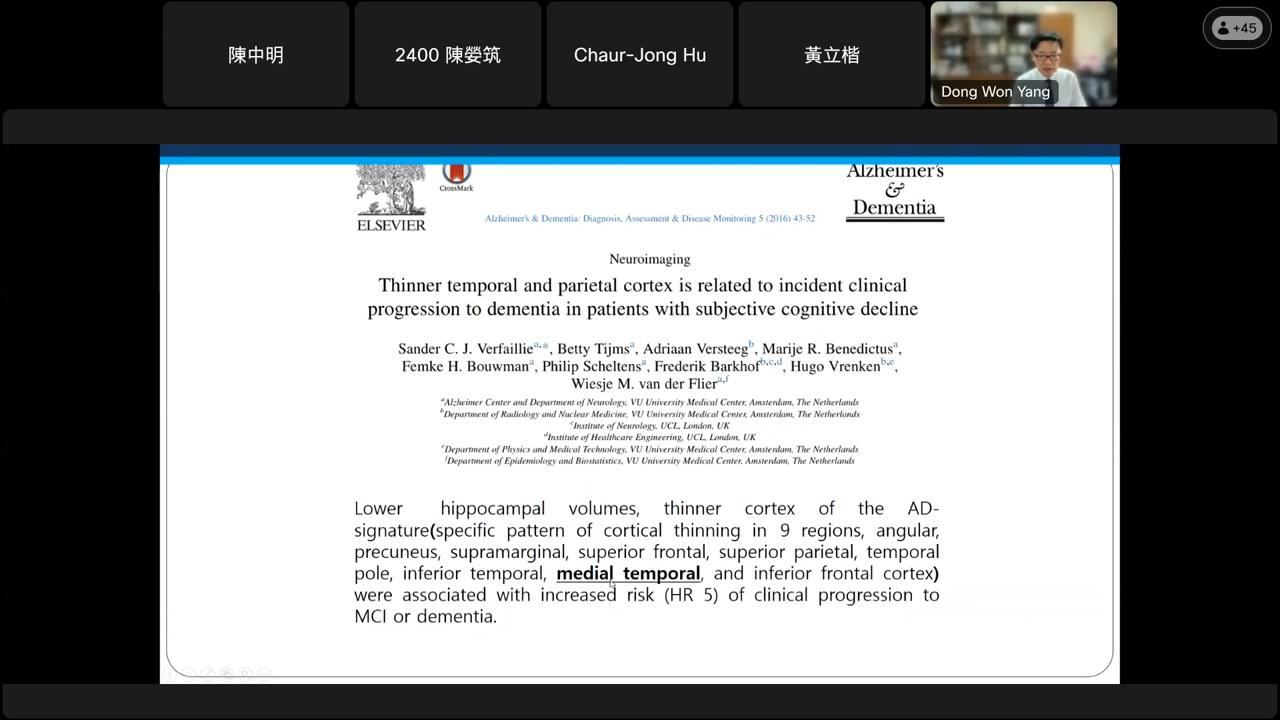 陳中明
2400 陳嫈筑
Chaur-Jong Hu
黃立楷
Dong Won Yang
+45
ELSEVIER
CrossMark
Alzheimer's & Dementia: Diagnosis, Assessment & Disease Monitoring 5 (2016) 43-52
Alzheimer's
&
Dementia
Neuroimaging
Thinner temporal and parietal cortex is related to incident clinical
progression to dementia in patients with subjective cognitive decline
Sander C. J. Verfaillie^a,*, Betty Tijms^a, Adriaan Versteeg^b, Marije R. Benedictus^a,
Femke H. Bouwman^a, Philip Scheltens^a, Frederik Barkhof^b,c,d, Hugo Vrenken^b,e,
Wiesje M. van der Flier^a,f
^aAlzheimer Center and Department of Neurology, VU University Medical Center, Amsterdam, The Netherlands
^bDepartment of Radiology and Nuclear Medicine, VU University Medical Center, Amsterdam, The Netherlands
^cInstitute of Neurology, UCL, London, UK
^dInstitute of Healthcare Engineering, UCL, London, UK
^eDepartment of Physics and Medical Technology, VU University Medical Center, Amsterdam, The Netherlands
^fDepartment of Epidemiology and Biostatistics, VU University Medical Center, Amsterdam, The Netherlands
Lower hippocampal volumes, thinner cortex of the AD-
signature(specific pattern of cortical thinning in 9 regions, angular,
precuneus, supramarginal, superior frontal, superior parietal, temporal
pole, inferior temporal, medial temporal, and inferior frontal cortex)
were associated with increased risk (HR 5) of clinical progression to
MCI or dementia.